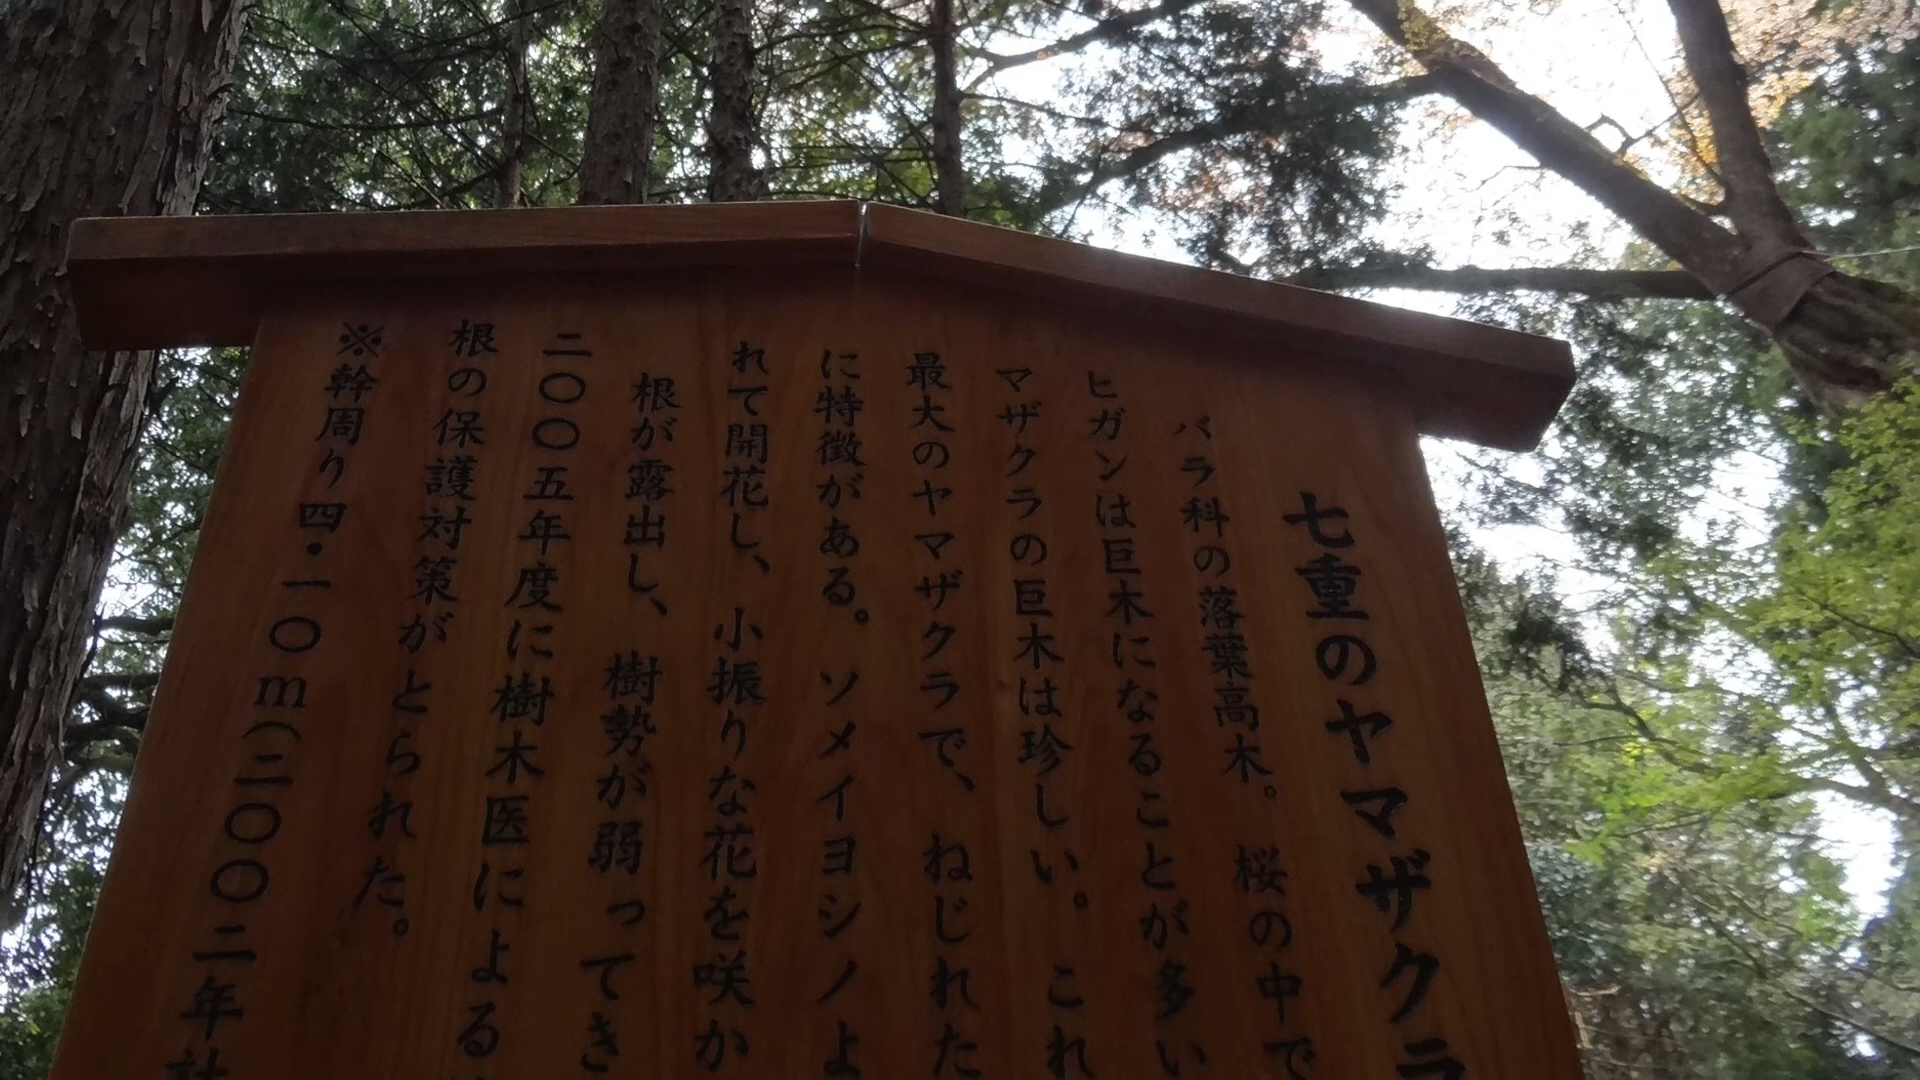 七重のヤマザクラ
バラ科の落葉高木。桜の中で
ヒガンは巨木になることが多い
マザクラの巨木は珍しい。これ
最大のヤマザクラで、ねじれた
に特徴がある。ソメイヨシノよ
れて開花し、小振りな花を咲か
根が露出し、樹勢が弱ってき
二〇〇五年度に樹木医による
根の保護対策がとられた。
※幹周り四・一〇m(二〇〇二年計